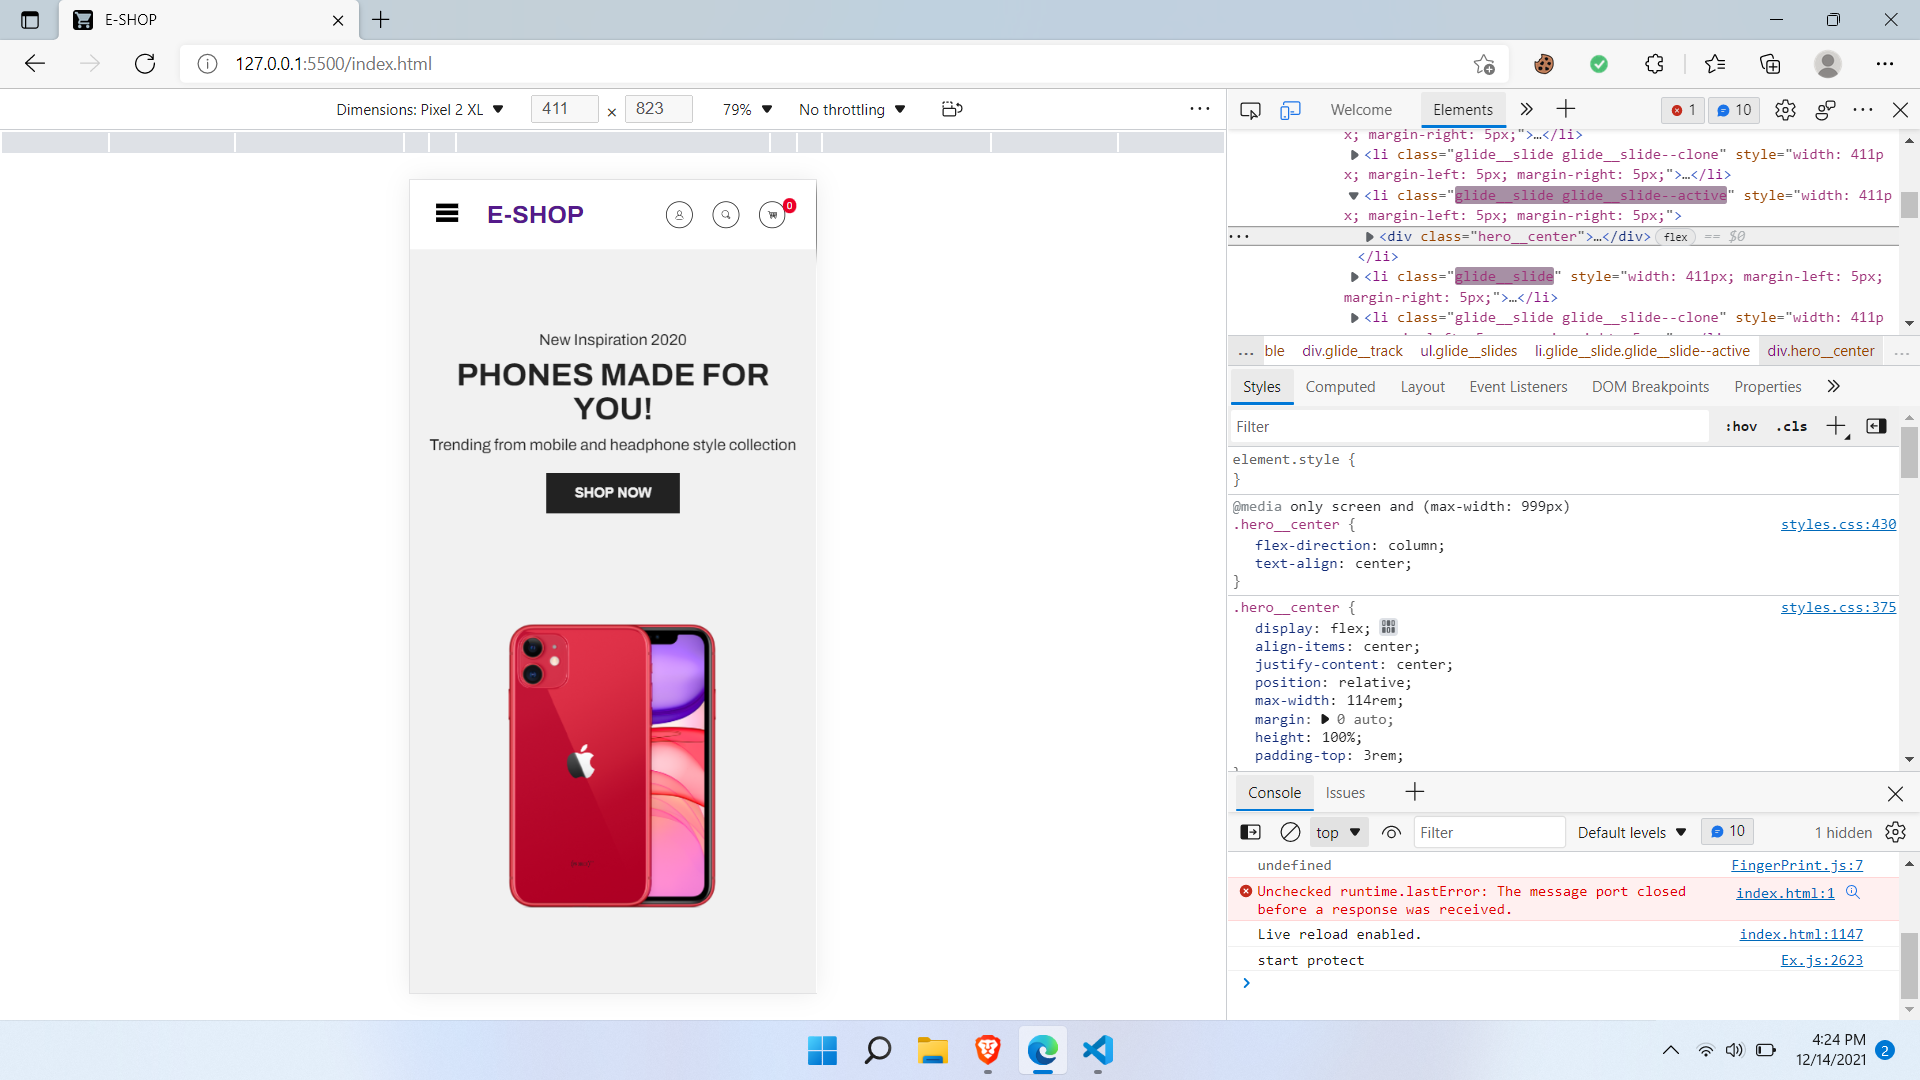 E-SHOP
127.0.0.1:5500/index.html
Dimensions: Pixel 2 XL
411
×
823
79%
No throttling
Welcome
Elements
1
10
E-SHOP
0
New Inspiration 2020
PHONES MADE FOR
YOU!
Trending from mobile and headphone style collection
SHOP NOW
x; margin-right: 5px;">…</li>
<li class="glide__slide glide__slide--clone" style="width: 411p
x; margin-left: 5px; margin-right: 5px;">…</li>
<li class="glide__slide glide__slide--active" style="width: 411p
x; margin-left: 5px; margin-right: 5px;">
<div class="hero__center">…</div> flex == $0
</li>
<li class="glide__slide" style="width: 411px; margin-left: 5px;
margin-right: 5px;">…</li>
<li class="glide__slide glide__slide--clone" style="width: 411p
… ble div.glide__track ul.glide__slides li.glide__slide.glide__slide--active div.hero__center …
Styles Computed Layout Event Listeners DOM Breakpoints Properties
Filter :hov .cls
element.style {
}
@media only screen and (max-width: 999px)
.hero__center { styles.css:430
flex-direction: column;
text-align: center;
}
.hero__center { styles.css:375
display: flex;
align-items: center;
justify-content: center;
position: relative;
max-width: 114rem;
margin: 0 auto;
height: 100%;
padding-top: 3rem;
Console Issues
top Filter Default levels 10 1 hidden
undefined FingerPrint.js:7
Unchecked runtime.lastError: The message port closed index.html:1
before a response was received.
Live reload enabled. index.html:1147
start protect Ex.js:2623
4:24 PM
12/14/2021
2